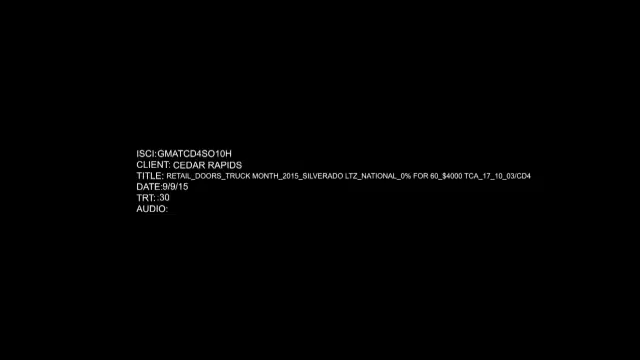 ISCI:GMATCD4SO10H
CLIENT: CEDAR RAPIDS
TITLE: RETAIL_DOORS_TRUCK MONTH_2015_SILVERADO LTZ_NATIONAL_0% FOR 60_$4000 TCA_17_10_03/CD4
DATE:9/9/15
TRT: :30
AUDIO: